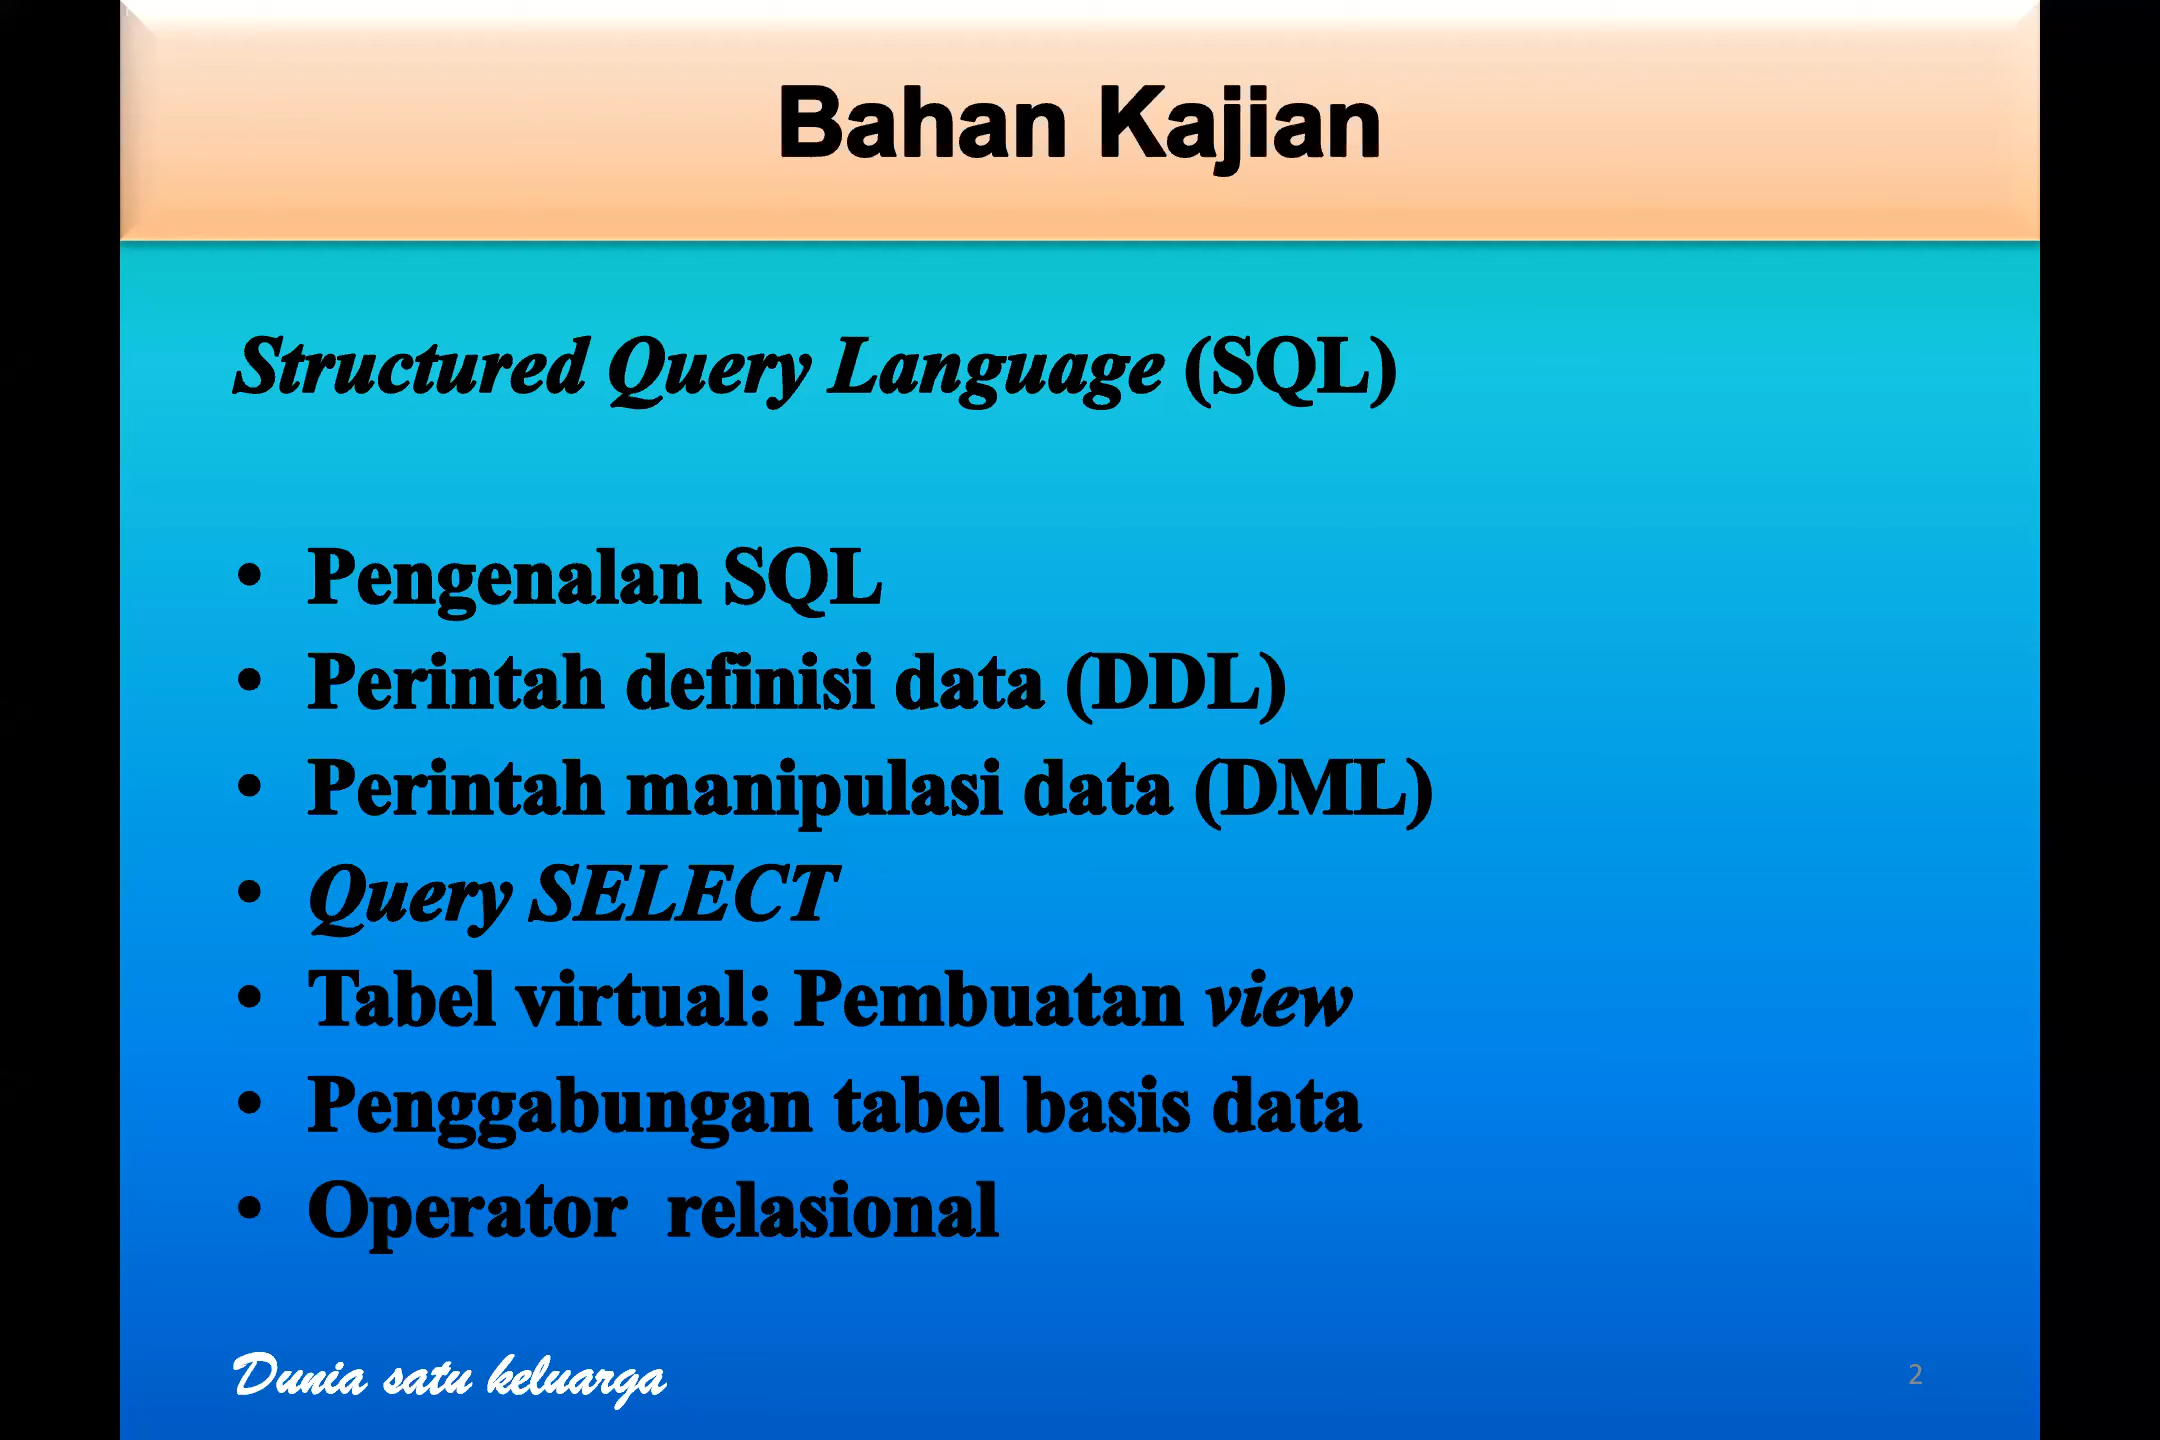 Bahan Kajian
Structured Query Language (SQL)
• Pengenalan SQL
• Perintah definisi data (DDL)
• Perintah manipulasi data (DML)
• Query SELECT
• Tabel virtual: Pembuatan view
• Penggabungan tabel basis data
• Operator relasional
Dunia satu keluarga
2